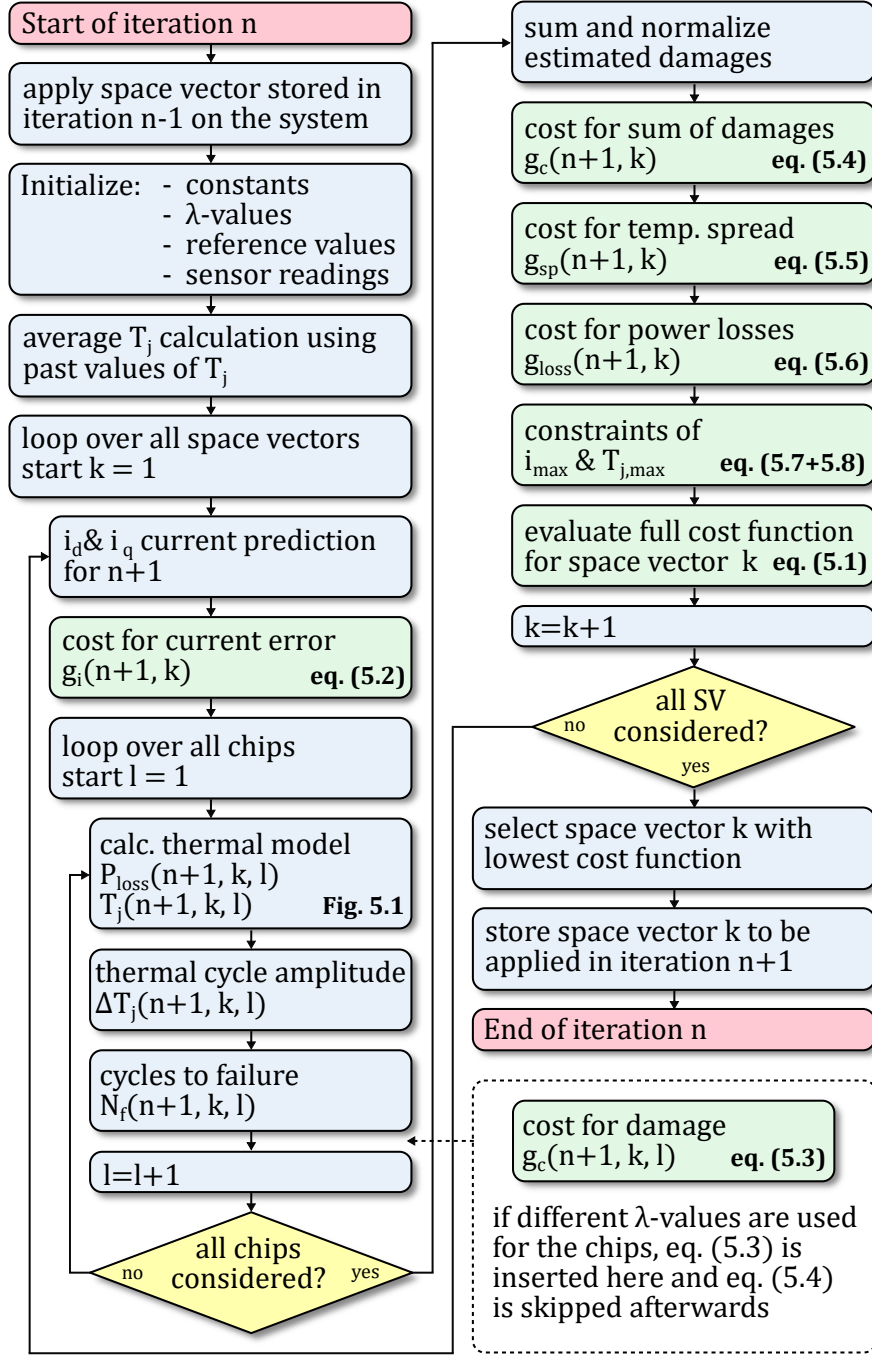 Start of iteration n
apply space vector stored in
iteration n-1 on the system
Initialize: - constants
- λ-values
- reference values
- sensor readings
average Tⱼ calculation using
past values of Tⱼ
loop over all space vectors
start k = 1
i_d & i_q current prediction
for n+1
cost for current error
g_i(n+1, k) eq. (5.2)
loop over all chips
start l = 1
calc. thermal model
P_loss(n+1, k, l)
T_j(n+1, k, l) Fig. 5.1
thermal cycle amplitude
ΔT_j(n+1, k, l)
cycles to failure
N_f(n+1, k, l)
l=l+1
all chips
no considered? yes
sum and normalize
estimated damages
cost for sum of damages
g_c(n+1, k) eq. (5.4)
cost for temp. spread
g_sp(n+1, k) eq. (5.5)
cost for power losses
g_loss(n+1, k) eq. (5.6)
constraints of
i_max & T_j,max eq. (5.7+5.8)
evaluate full cost function
for space vector k eq. (5.1)
k=k+1
all SV
no considered?
yes
select space vector k with
lowest cost function
store space vector k to be
applied in iteration n+1
End of iteration n
cost for damage
g_c(n+1, k, l) eq. (5.3)
if different λ-values are used
for the chips, eq. (5.3) is
inserted here and eq. (5.4)
is skipped afterwards